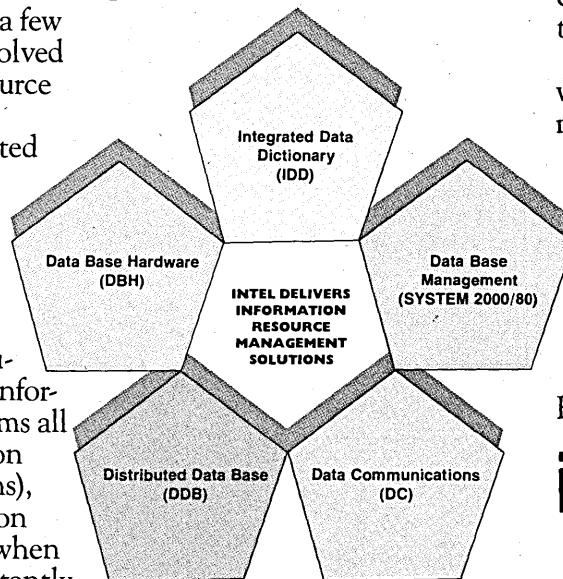 a few
olved
urce
ted
u-
nfor-
ms all
on
ns),
on
when
tantly
Integrated Data
Dictionary
(IDD)
Data Base Hardware
(DBH)
Data Base
Management
(SYSTEM 2000/80)
INTEL DELIVERS
INFORMATION
RESOURCE
MANAGEMENT
SOLUTIONS
Distributed Data Base
(DDB)
Data Communications
(DC)